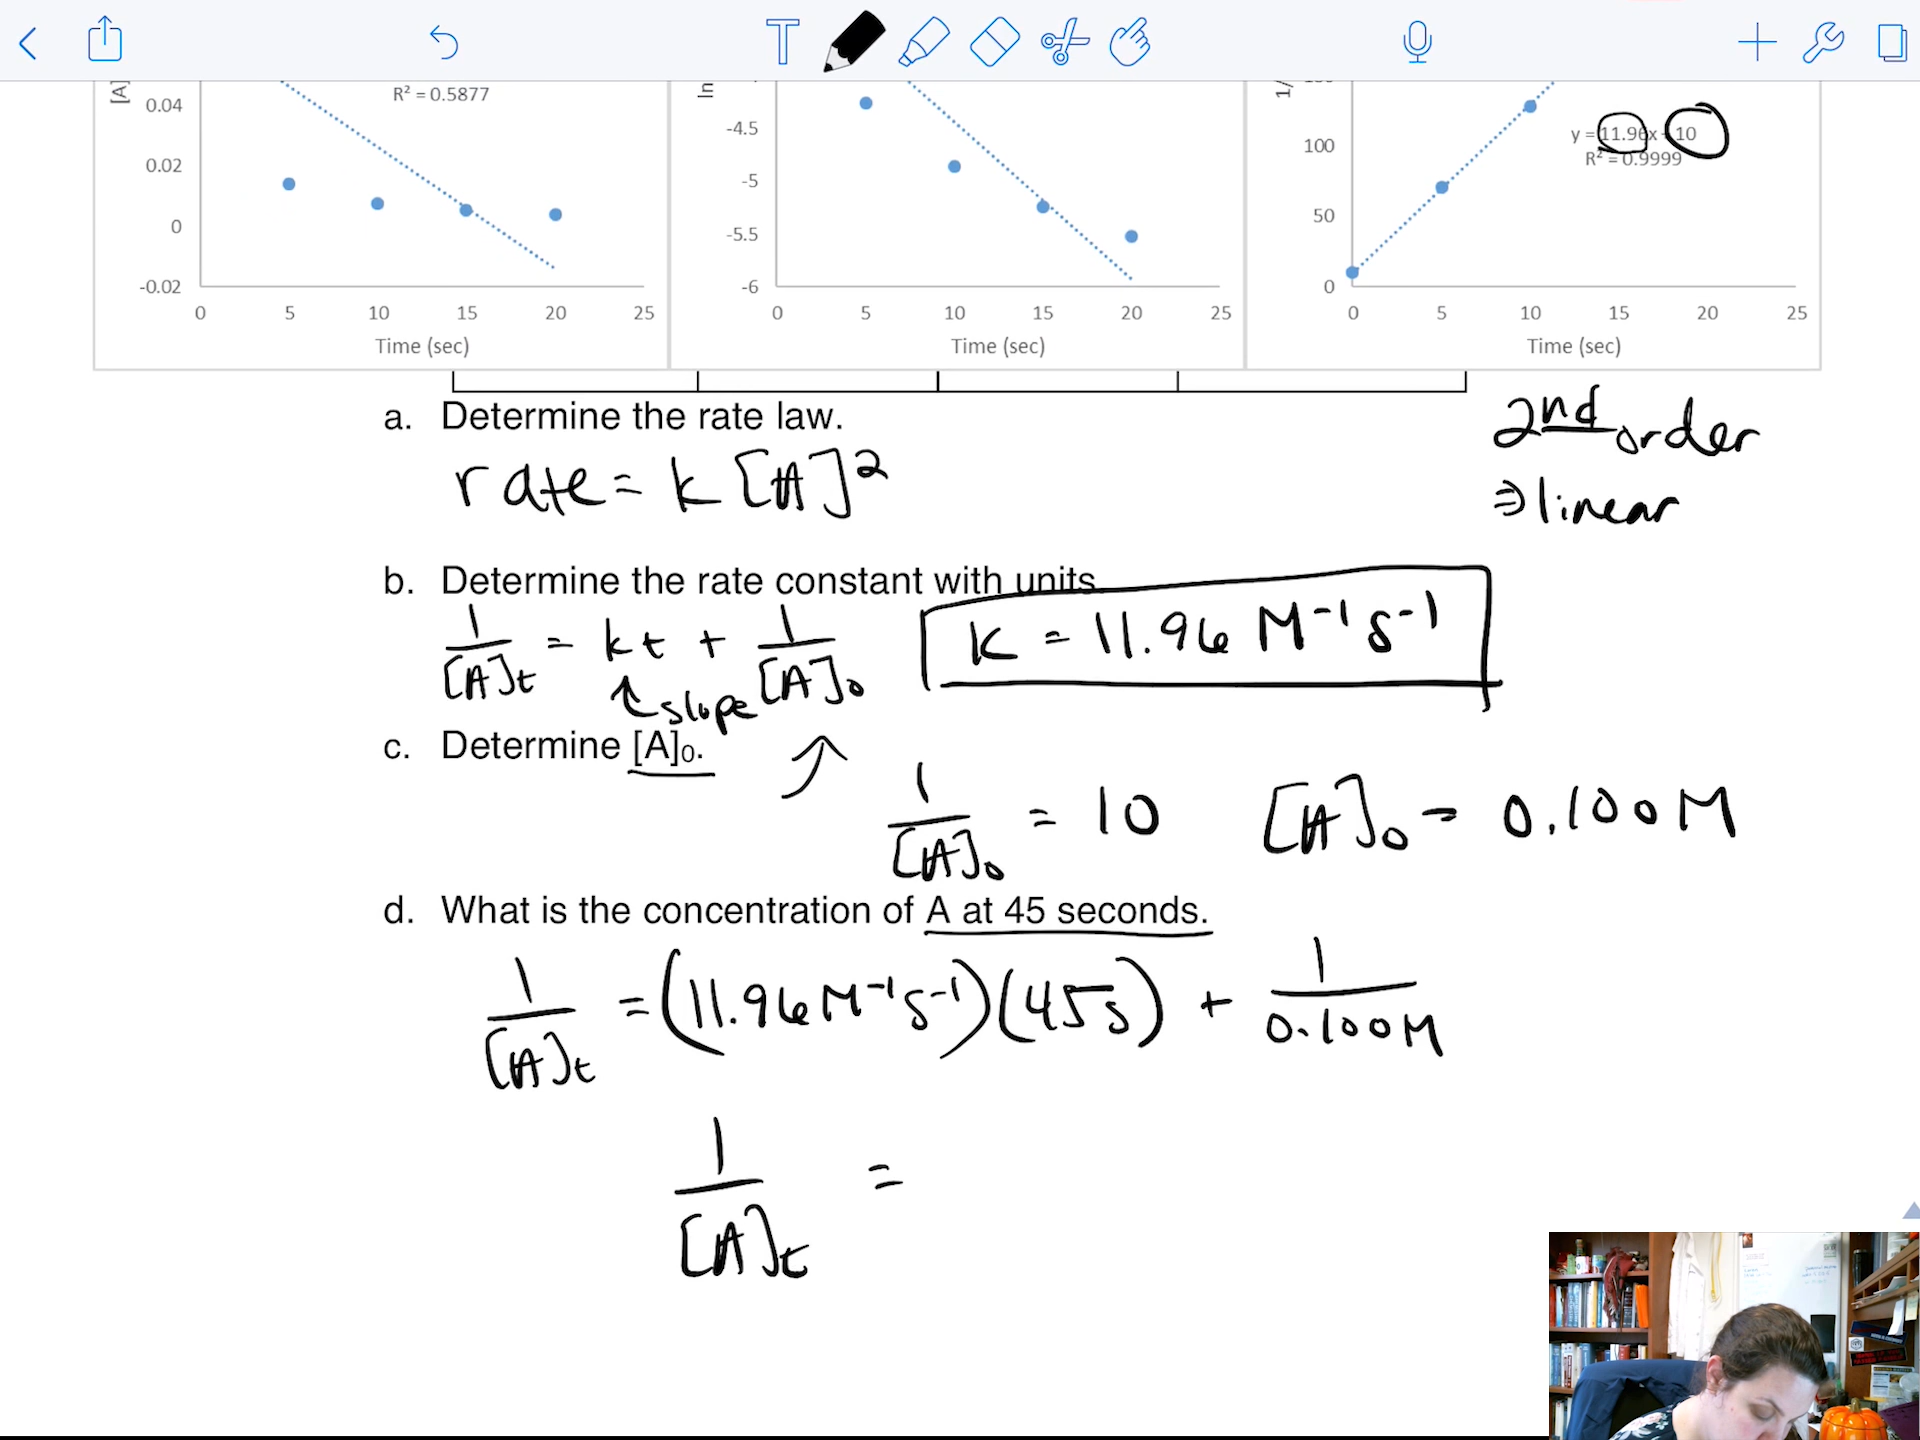 T
[A]
0.04
0.02
0
-0.02
R² = 0.5877
0 5 10 15 20 25
Time (sec)
ln
-4.5
-5
-5.5
-6
0 5 10 15 20 25
Time (sec)
1/
100
50
0
y = 11.96x + 10
R² = 0.9999
0 5 10 15 20 25
Time (sec)
2nd order
⇒ linear
a. Determine the rate law.
rate = k [A]²
b. Determine the rate constant with units.
1/[A]t = kt + 1/[A]₀
K = 11.96 M⁻¹s⁻¹
slope
c. Determine [A]₀.
1/[A]₀ = 10 [A]₀ = 0.100M
d. What is the concentration of A at 45 seconds.
1/[A]t = (11.96 M⁻¹s⁻¹)(45s) + 1/0.100M
1/[A]t =